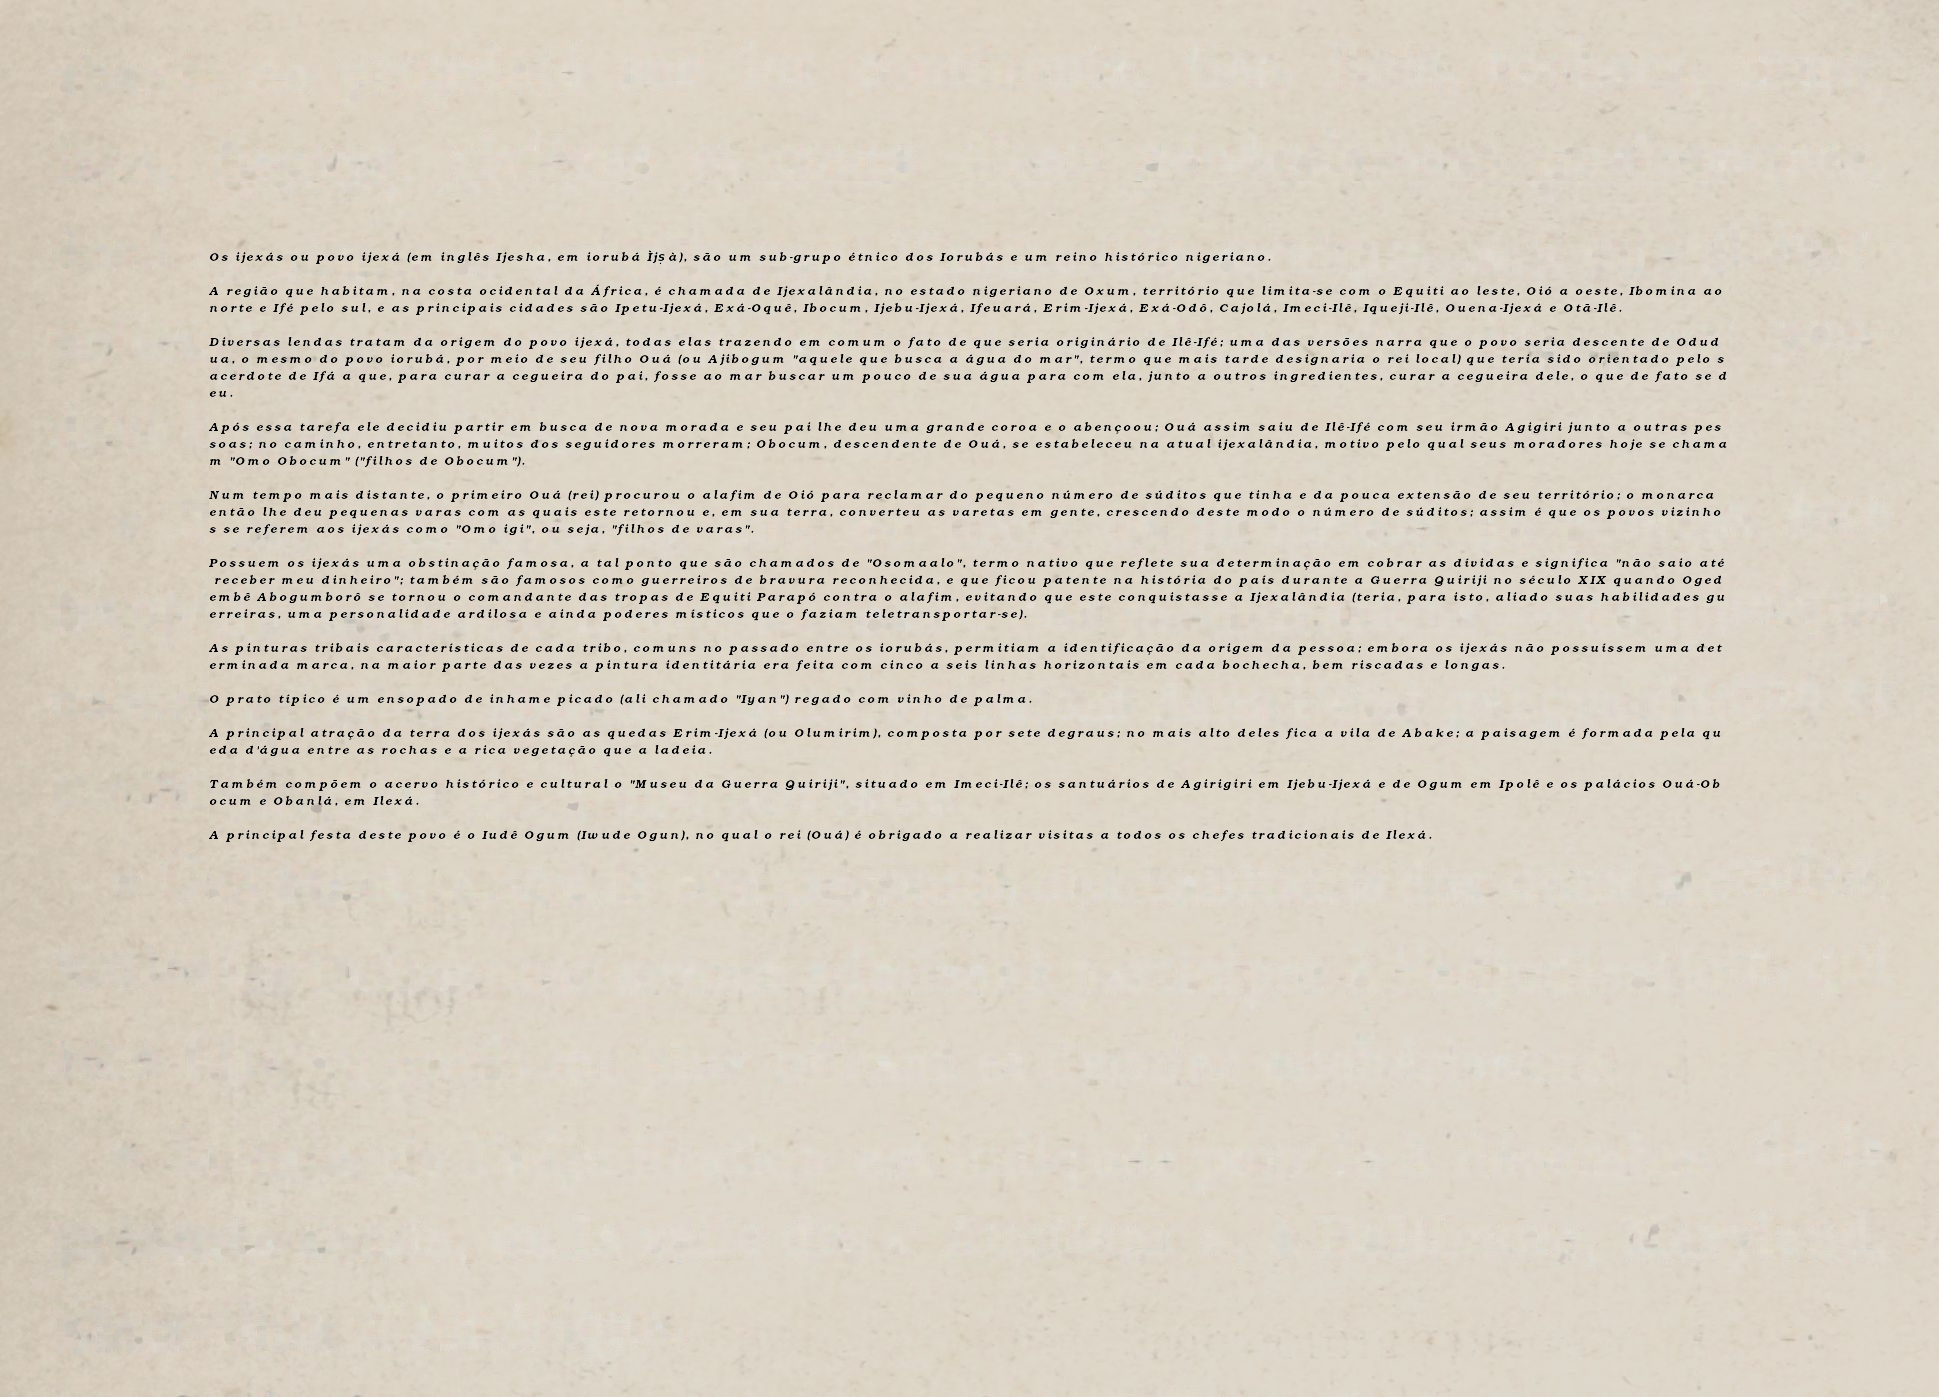 Os ijexás ou povo ijexá (em inglês Ijesha, em iorubá Ìjṣà), são um sub-grupo étnico dos Iorubás e um reino histórico nigeriano.
A região que habitam, na costa ocidental da África, é chamada de Ijexalândia, no estado nigeriano de Oxum, território que limita-se com o Equiti ao leste, Oió a oeste, Ibomina ao
norte e Ifé pelo sul, e as principais cidades são Ipetu-Ijexá, Exá-Oquê, Ibocum, Ijebu-Ijexá, Ifeuará, Erim-Ijexá, Exá-Odô, Cajolá, Imeci-Ilê, Iqueji-Ilê, Ouena-Ijexá e Otã-Ilê.
Diversas lendas tratam da origem do povo ijexá, todas elas trazendo em comum o fato de que seria originário de Ilê-Ifé; uma das versões narra que o povo seria descente de Odud
ua, o mesmo do povo iorubá, por meio de seu filho Ouá (ou Ajibogum "aquele que busca a água do mar", termo que mais tarde designaria o rei local) que teria sido orientado pelo s
acerdote de Ifá a que, para curar a cegueira do pai, fosse ao mar buscar um pouco de sua água para com ela, junto a outros ingredientes, curar a cegueira dele, o que de fato se d
eu.
Após essa tarefa ele decidiu partir em busca de nova morada e seu pai lhe deu uma grande coroa e o abençoou; Ouá assim saiu de Ilê-Ifé com seu irmão Agigiri junto a outras pes
soas; no caminho, entretanto, muitos dos seguidores morreram; Obocum, descendente de Ouá, se estabeleceu na atual ijexalândia, motivo pelo qual seus moradores hoje se chama
m "Omo Obocum" ("filhos de Obocum").
Num tempo mais distante, o primeiro Ouá (rei) procurou o alafim de Oió para reclamar do pequeno número de súditos que tinha e da pouca extensão de seu território; o monarca
então lhe deu pequenas varas com as quais este retornou e, em sua terra, converteu as varetas em gente, crescendo deste modo o número de súditos; assim é que os povos vizinho
s se referem aos ijexás como "Omo igi", ou seja, "filhos de varas".
Possuem os ijexás uma obstinação famosa, a tal ponto que são chamados de "Osomaalo", termo nativo que reflete sua determinação em cobrar as dívidas e significa "não saio até
receber meu dinheiro"; também são famosos como guerreiros de bravura reconhecida, e que ficou patente na história do país durante a Guerra Quiriji no século XIX quando Oged
embê Abogumborô se tornou o comandante das tropas de Equiti Parapó contra o alafim, evitando que este conquistasse a Ijexalândia (teria, para isto, aliado suas habilidades gu
erreiras, uma personalidade ardilosa e ainda poderes místicos que o faziam teletransportar-se).
As pinturas tribais características de cada tribo, comuns no passado entre os iorubás, permitiam a identificação da origem da pessoa; embora os ijexás não possuíssem uma det
erminada marca, na maior parte das vezes a pintura identitária era feita com cinco a seis linhas horizontais em cada bochecha, bem riscadas e longas.
O prato típico é um ensopado de inhame picado (ali chamado "Iyan") regado com vinho de palma.
A principal atração da terra dos ijexás são as quedas Erim-Ijexá (ou Olumirim), composta por sete degraus; no mais alto deles fica a vila de Abake; a paisagem é formada pela qu
eda d'água entre as rochas e a rica vegetação que a ladeia.
Também compõem o acervo histórico e cultural o "Museu da Guerra Quiriji", situado em Imeci-Ilê; os santuários de Agirigiri em Ijebu-Ijexá e de Ogum em Ipolê e os palácios Ouá-Ob
ocum e Obanlá, em Ilexá.
A principal festa deste povo é o Iudê Ogum (Iwude Ogun), no qual o rei (Ouá) é obrigado a realizar visitas a todos os chefes tradicionais de Ilexá.